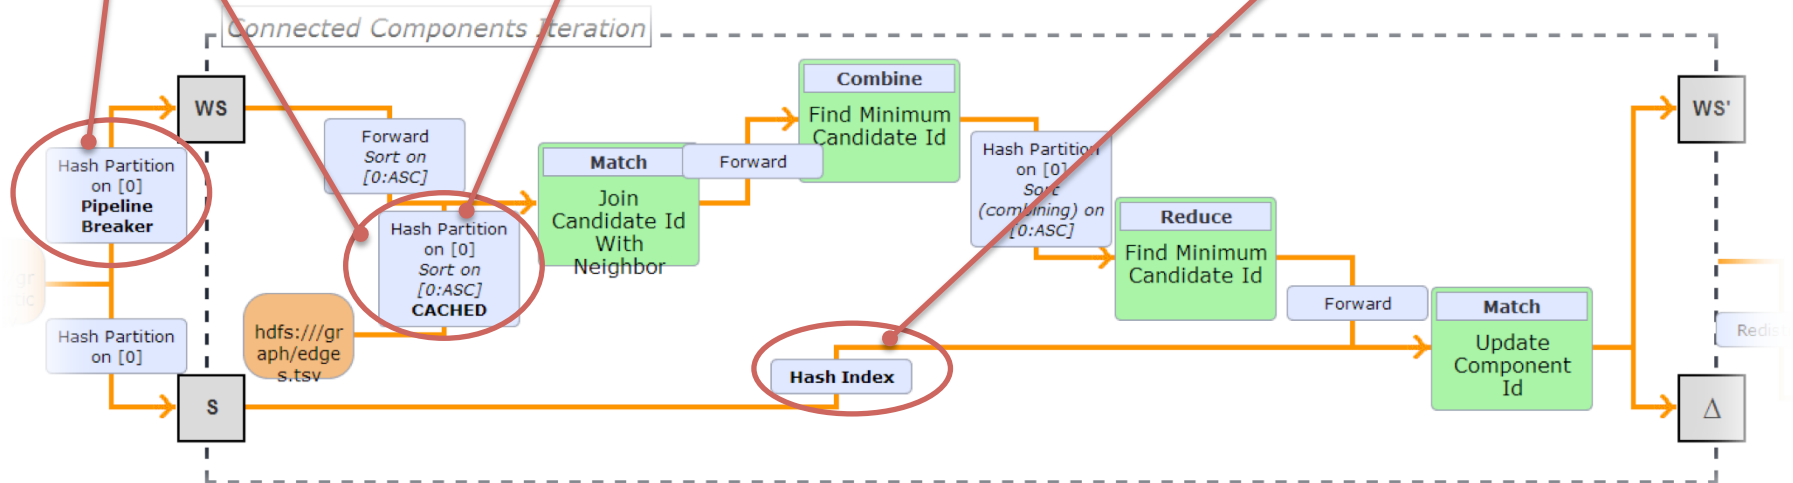 Connected Components Iteration
WS
Hash Partition
on [0]
Pipeline
Breaker
Hash Partition
on [0]
S
Forward
Sort on
[0:ASC]
Hash Partition
on [0]
Sort on
[0:ASC]
CACHED
hdfs:///gr
aph/edge
s.tsv
Match
Join
Candidate Id
With
Neighbor
Forward
Combine
Find Minimum
Candidate Id
Hash Partition
on [0]
Sort
(combining) on
[0:ASC]
Reduce
Find Minimum
Candidate Id
Hash Index
Forward
Match
Update
Component
Id
WS'
Δ